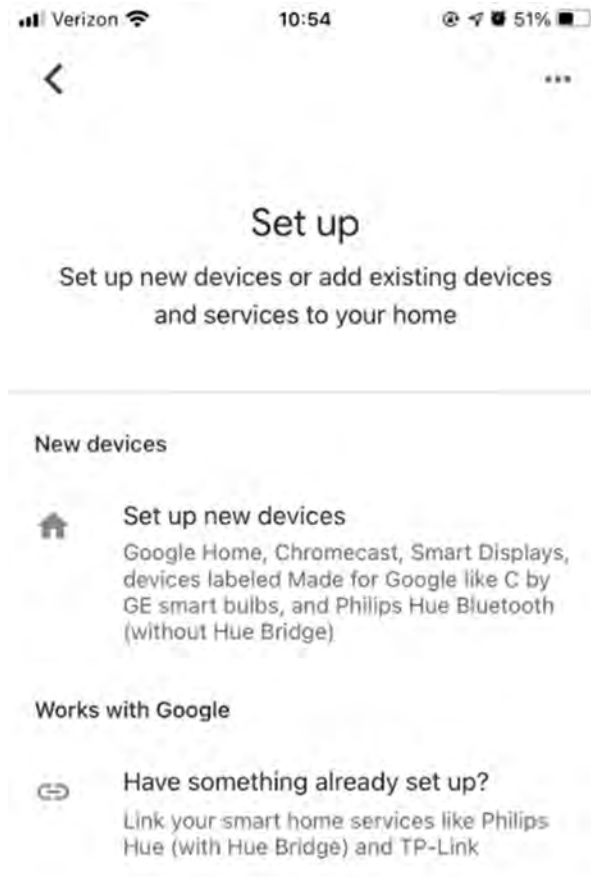 Verizon 10:54 51%
Set up
Set up new devices or add existing devices
and services to your home
New devices
Set up new devices
Google Home, Chromecast, Smart Displays,
devices labeled Made for Google like C by
GE smart bulbs, and Philips Hue Bluetooth
(without Hue Bridge)
Works with Google
Have something already set up?
Link your smart home services like Philips
Hue (with Hue Bridge) and TP-Link